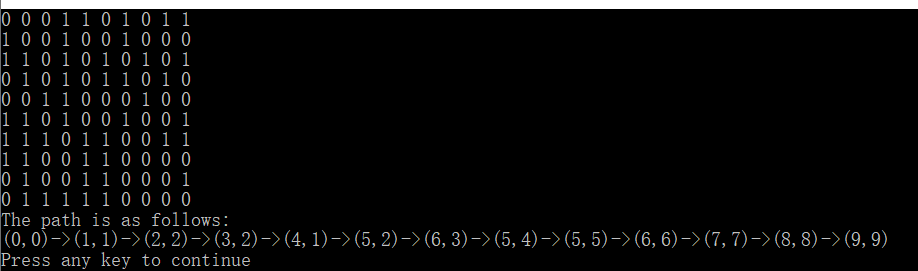 0 0 0 1 1 0 1 0 1 1
1 0 0 1 0 0 1 0 0 0
1 1 0 1 0 1 0 1 0 1
0 1 0 1 0 1 1 0 1 0
0 0 1 1 0 0 0 1 0 0
1 1 0 1 0 0 1 0 0 1
1 1 1 0 1 1 0 0 1 1
1 1 0 0 1 1 0 0 0 0
0 1 0 0 1 1 0 0 0 1
0 1 1 1 1 1 0 0 0 0
The path is as follows:
(0,0)->(1,1)->(2,2)->(3,2)->(4,1)->(5,2)->(6,3)->(5,4)->(5,5)->(6,6)->(7,7)->(8,8)->(9,9)
Press any key to continue